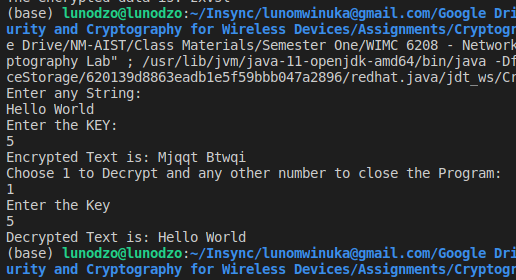 The encrypted data is: 
(base) lunodzo@lunodzo:~/Insync/lunomwinuka@gmail.com/Google Dri
urity and Cryptography for Wireless Devices/Assignments/Cryptogr
e Drive/NM-AIST/Class Materials/Semester One/WIMC 6208 - Network
ptography Lab" ; /usr/lib/jvm/java-11-openjdk-amd64/bin/java -Df
ceStorage/620139d8863eadb1e5f59bbb047a2896/redhat.java/jdt_ws/Cr
Enter any String:
Hello World
Enter the KEY:
5
Encrypted Text is: Mjqqt Btwqi
Choose 1 to Decrypt and any other number to close the Program:
1
Enter the Key
5
Decrypted Text is: Hello World
(base) lunodzo@lunodzo:~/Insync/lunomwinuka@gmail.com/Google Dri
urity and Cryptography for Wireless Devices/Assignments/Cryptogr